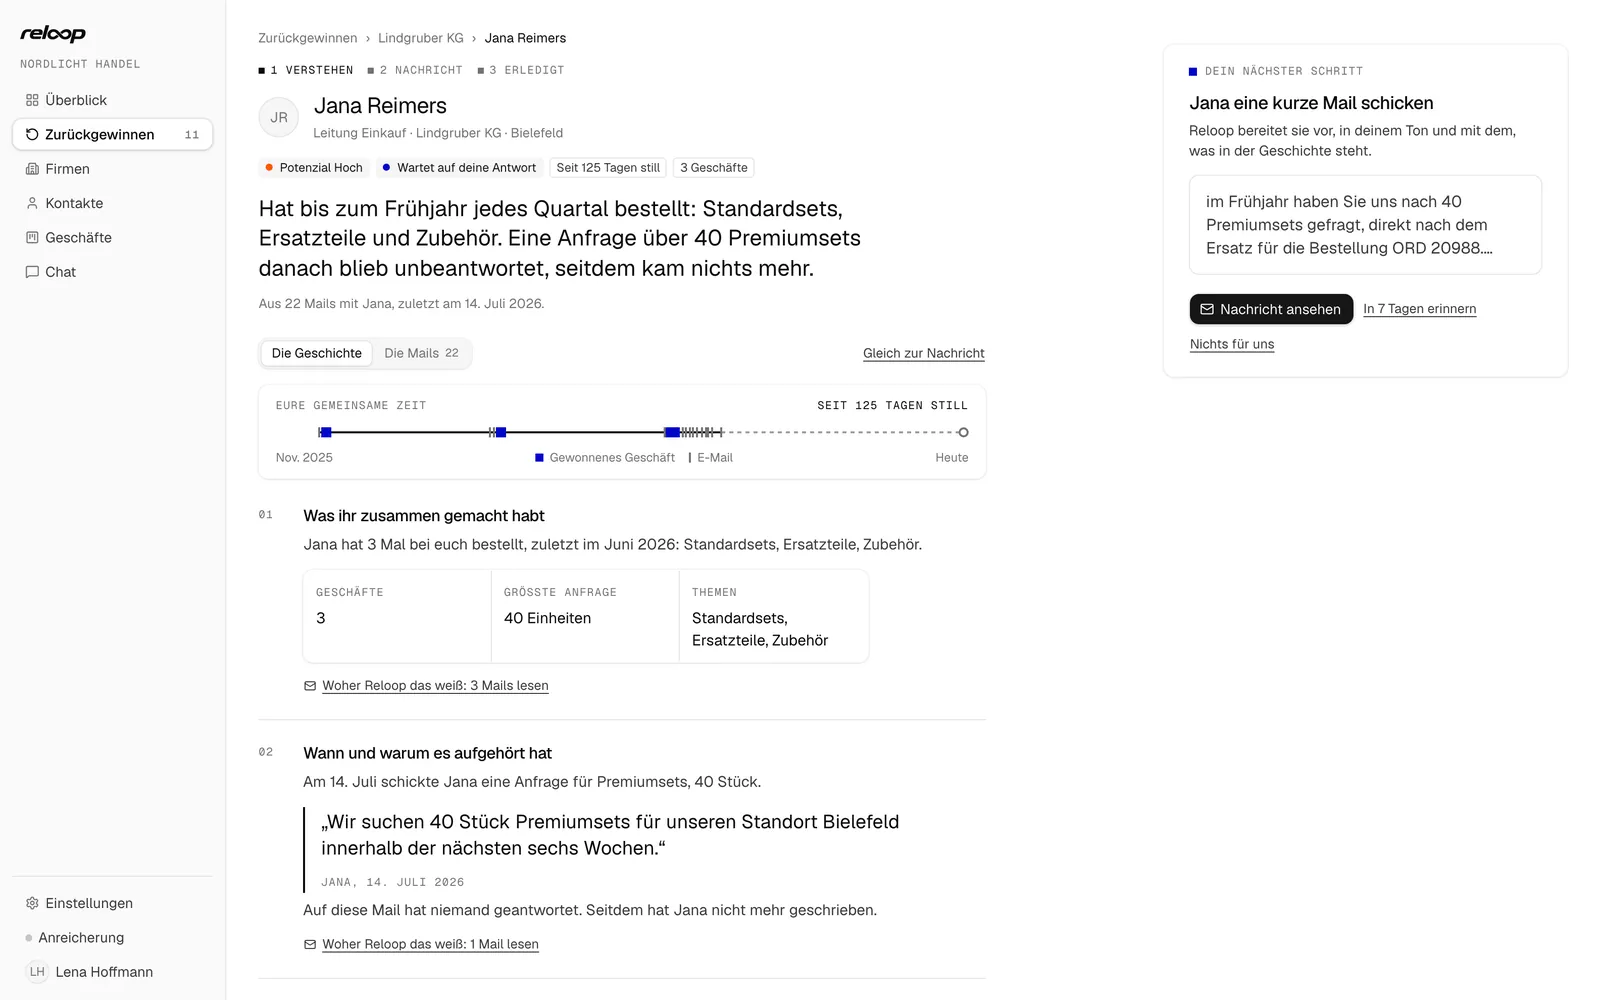 reloop
NORDLICHT HANDEL
Überblick
Zurückgewinnen 11
Firmen
Kontakte
Geschäfte
Chat
Einstellungen
Anreicherung
LH Lena Hoffmann
Zurückgewinnen › Lindgruber KG › Jana Reimers
1 VERSTEHEN 2 NACHRICHT 3 ERLEDIGT
JR
Jana Reimers
Leitung Einkauf · Lindgruber KG · Bielefeld
Potenzial Hoch Wartet auf deine Antwort Seit 125 Tagen still 3 Geschäfte
Hat bis zum Frühjahr jedes Quartal bestellt: Standardsets,
Ersatzteile und Zubehör. Eine Anfrage über 40 Premiumsets
danach blieb unbeantwortet, seitdem kam nichts mehr.
Aus 22 Mails mit Jana, zuletzt am 14. Juli 2026.
Die Geschichte Die Mails 22 Gleich zur Nachricht
EURE GEMEINSAME ZEIT SEIT 125 TAGEN STILL
Nov. 2025 Gewonnenes Geschäft E-Mail Heute
01 Was ihr zusammen gemacht habt
Jana hat 3 Mal bei euch bestellt, zuletzt im Juni 2026: Standardsets, Ersatzteile, Zubehör.
GESCHÄFTE GRÖSSTE ANFRAGE THEMEN
3 40 Einheiten Standardsets,
Ersatzteile, Zubehör
Woher Reloop das weiß: 3 Mails lesen
02 Wann und warum es aufgehört hat
Am 14. Juli schickte Jana eine Anfrage für Premiumsets, 40 Stück.
„Wir suchen 40 Stück Premiumsets für unseren Standort Bielefeld
innerhalb der nächsten sechs Wochen.“
JANA, 14. JULI 2026
Auf diese Mail hat niemand geantwortet. Seitdem hat Jana nicht mehr geschrieben.
Woher Reloop das weiß: 1 Mail lesen
DEIN NÄCHSTER SCHRITT
Jana eine kurze Mail schicken
Reloop bereitet sie vor, in deinem Ton und mit dem,
was in der Geschichte steht.
im Frühjahr haben Sie uns nach 40
Premiumsets gefragt, direkt nach dem
Ersatz für die Bestellung ORD 20988....
Nachricht ansehen In 7 Tagen erinnern
Nichts für uns